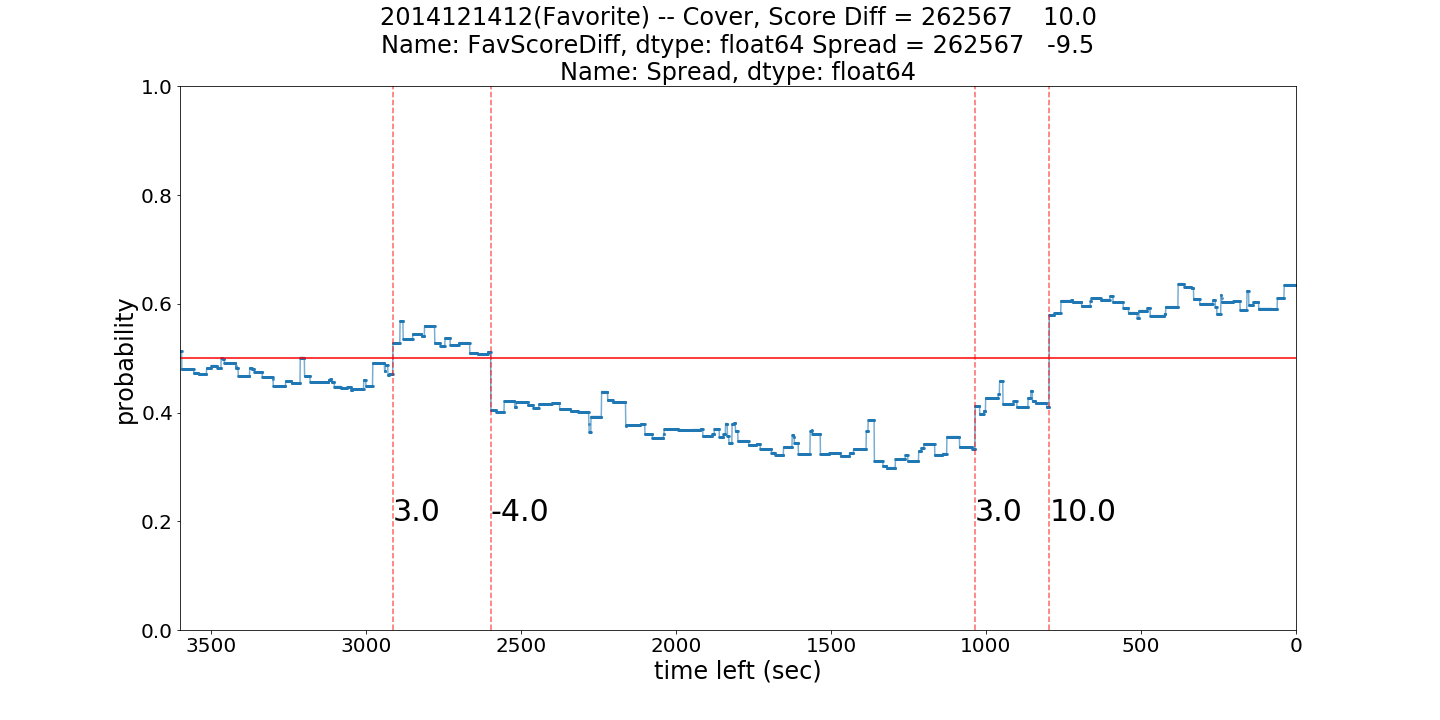 2014121412(Favorite) -- Cover, Score Diff = 262567    10.0
Name: FavScoreDiff, dtype: float64 Spread = 262567   -9.5
Name: Spread, dtype: float64
probability
1.0
0.8
0.6
0.4
0.2
0.0
3.0
-4.0
3.0
10.0
3500 3000 2500 2000 1500 1000 500 0
time left (sec)